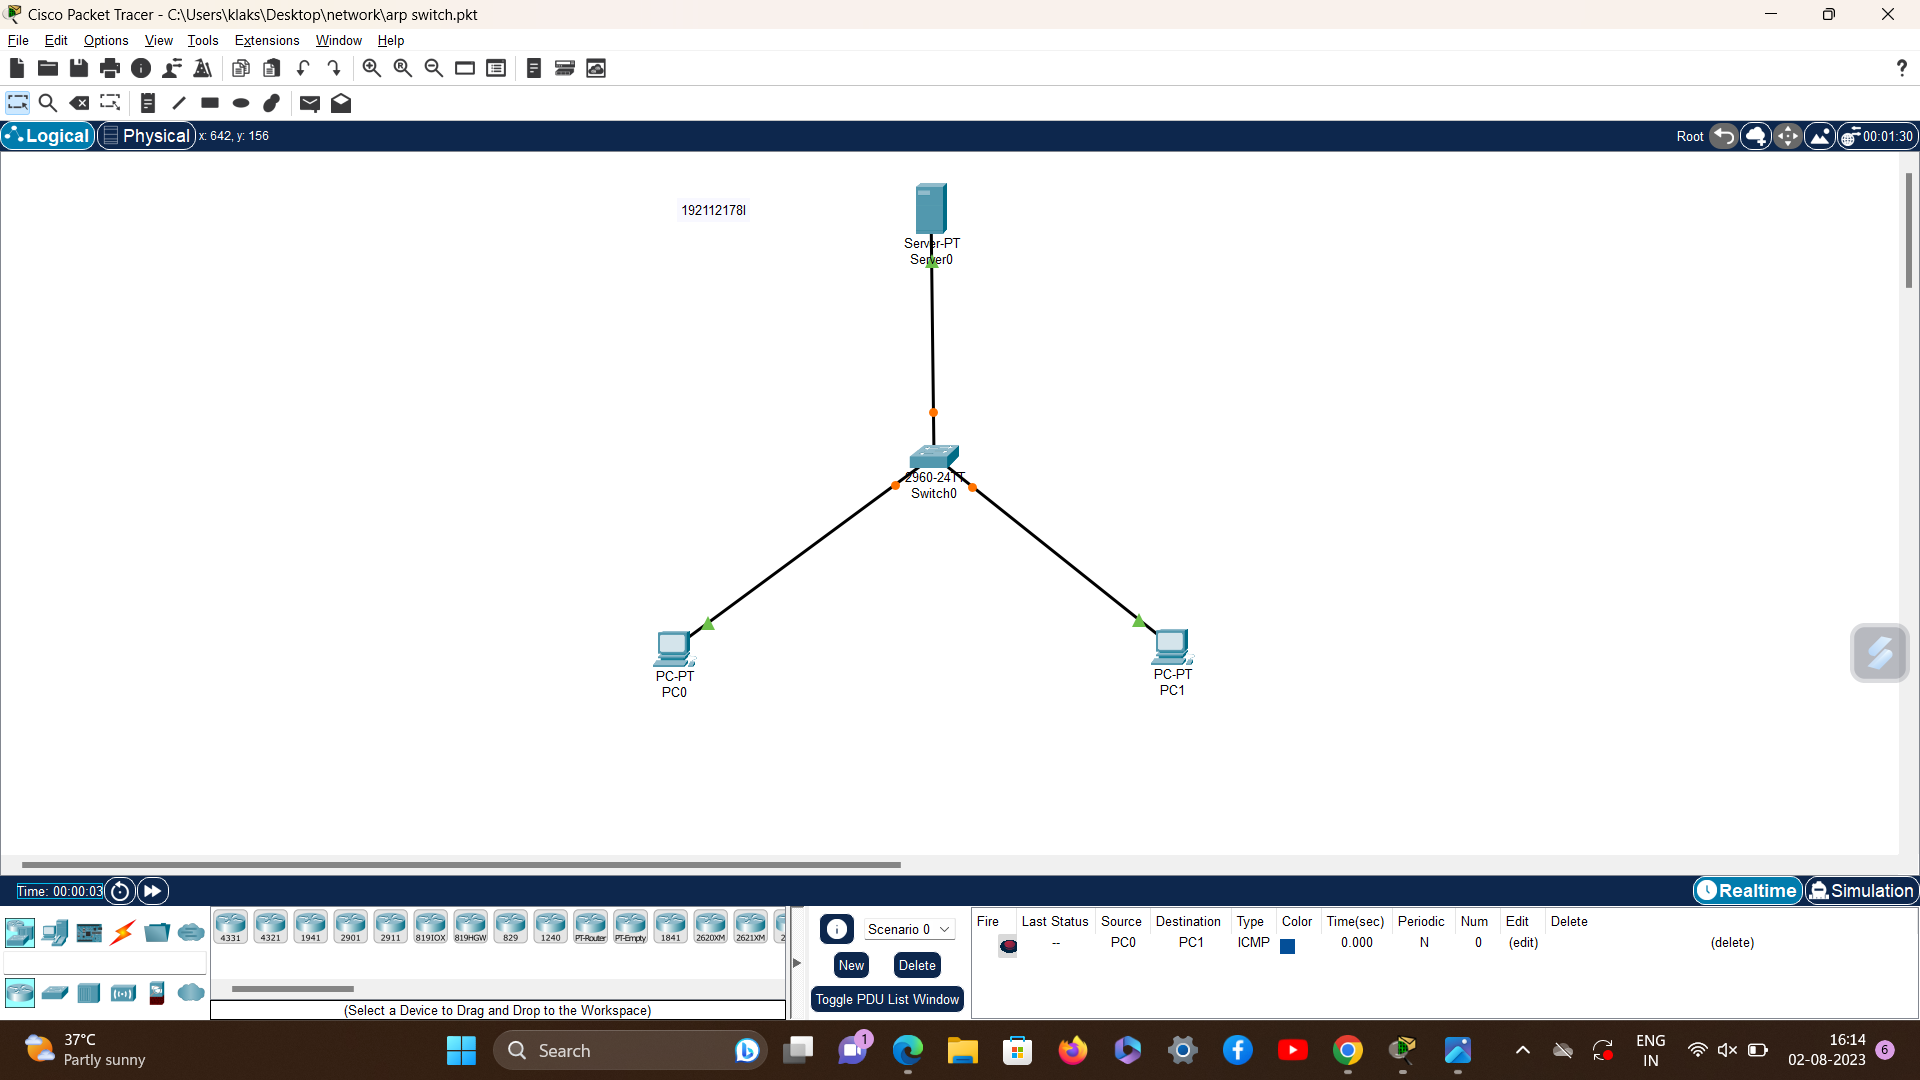 Cisco Packet Tracer - C:\Users\klaks\Desktop\network\arp switch.pkt
File Edit Options View Tools Extensions Window Help
?
Logical Physical x: 642, y: 156 Root 00:01:30
192112178l
Server-PT
Server0
2960-24TT
Switch0
PC-PT
PC0
PC-PT
PC1
Time: 00:00:03 Realtime Simulation
4331 4321 1941 2901 2911 819IOX 819HGW 829 1240 PT-Router PT-Empty 1841 2620XM 2621XM 2
(Select a Device to Drag and Drop to the Workspace)
Scenario 0
New Delete
Toggle PDU List Window
Fire Last Status Source Destination Type Color Time(sec) Periodic Num Edit Delete
-- PC0 PC1 ICMP 0.000 N 0 (edit) (delete)
37°C
Partly sunny
Search
1
ENG
IN
16:14
02-08-2023
6